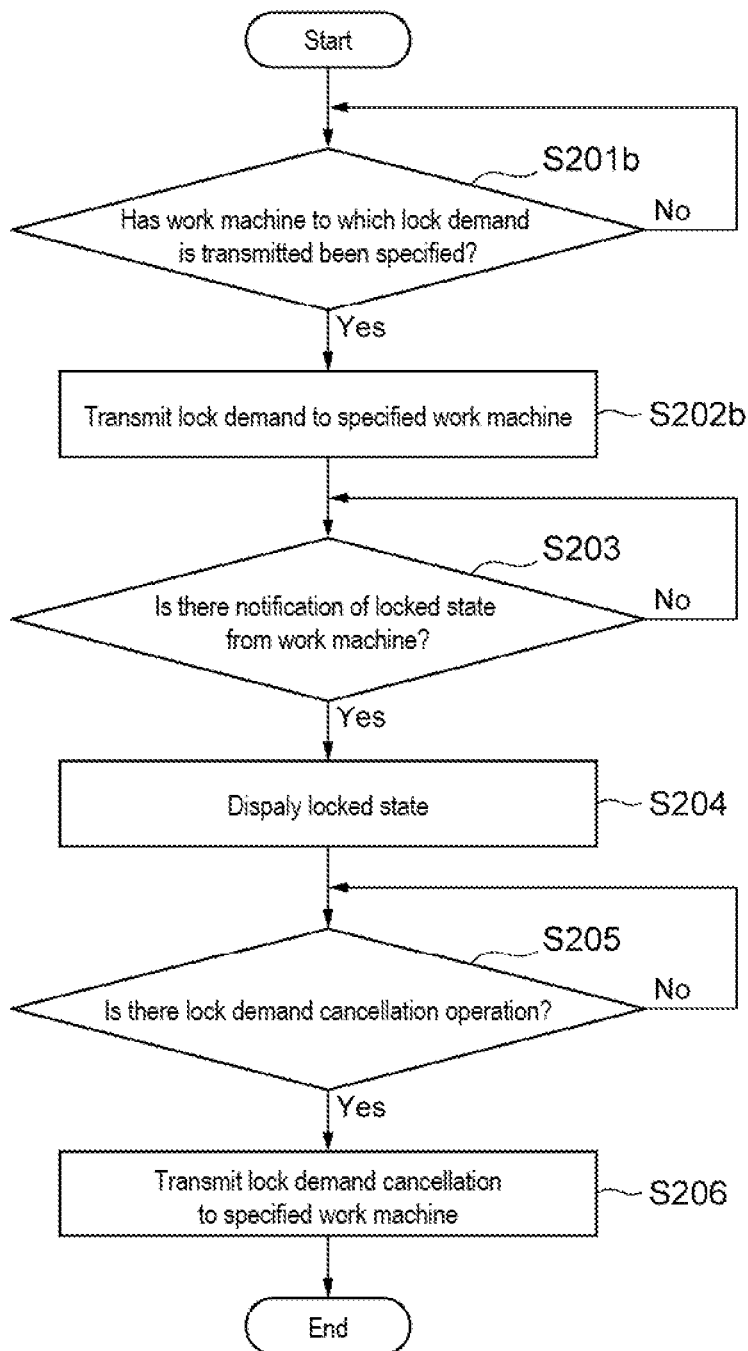 Start
S201b
Has work machine to which lock demand
is transmitted been specified?
No
Yes
Transmit lock demand to specified work machine
S202b
S203
Is there notification of locked state
from work machine?
No
Yes
Dispaly locked state
S204
S205
Is there lock demand cancellation operation?
No
Yes
Transmit lock demand cancellation
to specified work machine
S206
End